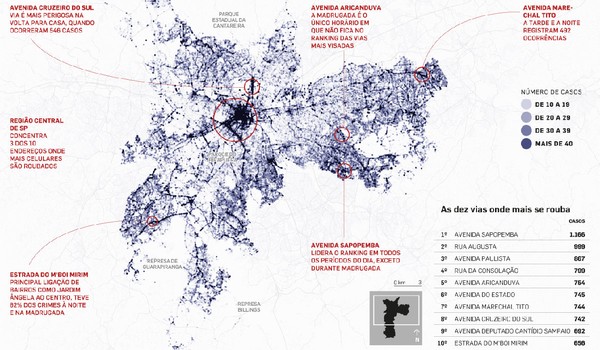 AVENIDA CRUZEIRO DO SUL
VIA É MAIS PERIGOSA NA
VOLTA PARA CASA, QUANDO
OCORRERAM 546 CASOS
PARQUE
ESTADUAL DA
CANTAREIRA
AVENIDA ARICANDUVA
A MADRUGADA É O
ÚNICO HORÁRIO EM
QUE NÃO FICA NO
RANKING DAS VIAS
MAIS VISADAS
AVENIDA MARE-
CHAL TITO
A TARDE E A NOITE
REGISTRAM 497
OCORRÊNCIAS
NÚMERO DE CASOS
DE 10 A 19
DE 20 A 29
DE 30 A 39
MAIS DE 40
REGIÃO CENTRAL
DE SP
CONCENTRA
3 DOS 10
ENDEREÇOS ONDE
MAIS CELULARES
SÃO ROUBADOS
ESTRADA DO M'BOI MIRIM
PRINCIPAL LIGAÇÃO DE
BAIRROS COMO JARDIM
ÂNGELA AO CENTRO, TEVE
82% DOS CRIMES À NOITE
E NA MADRUGADA
REPRESA DE
GUARAPIRANGA
REPRESA
BILLINGS
AVENIDA SAPOPEMBA
LIDERA O RANKING EM TODOS
OS PERÍODOS DO DIA, EXCETO
DURANTE MADRUGADA
0 km 3
N
As dez vias onde mais se rouba
CASOS
1º AVENIDA SAPOPEMBA 1.166
2º RUA AUGUSTA 999
3º AVENIDA PAULISTA
4º RUA DA CONSOLAÇÃO 799
5º AVENIDA ARICANDUVA 764
6º AVENIDA DO ESTADO 745
7º AVENIDA MARECHAL TITO 744
8º AVENIDA CRUZEIRO DO SUL 742
9º AVENIDA DEPUTADO CANTÍDIO SAMPAIO 692
10º ESTRADA DO M'BOI MIRIM 656